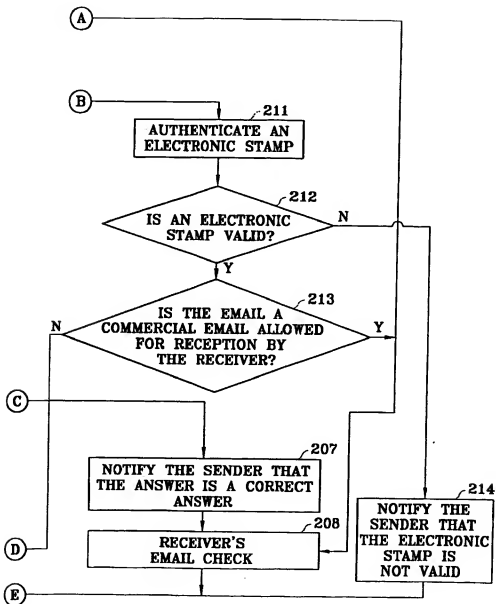 A
B
211
AUTHENTICATE AN
ELECTRONIC STAMP
212
IS AN ELECTRONIC
STAMP VALID?
N
Y
213
IS THE EMAIL A
COMMERCIAL EMAIL ALLOWED
FOR RECEPTION BY
THE RECEIVER?
N
Y
C
207
NOTIFY THE SENDER THAT
THE ANSWER IS A CORRECT
ANSWER
208
RECEIVER'S
EMAIL CHECK
214
NOTIFY THE
SENDER THAT
THE ELECTRONIC
STAMP IS
NOT VALID
D
E